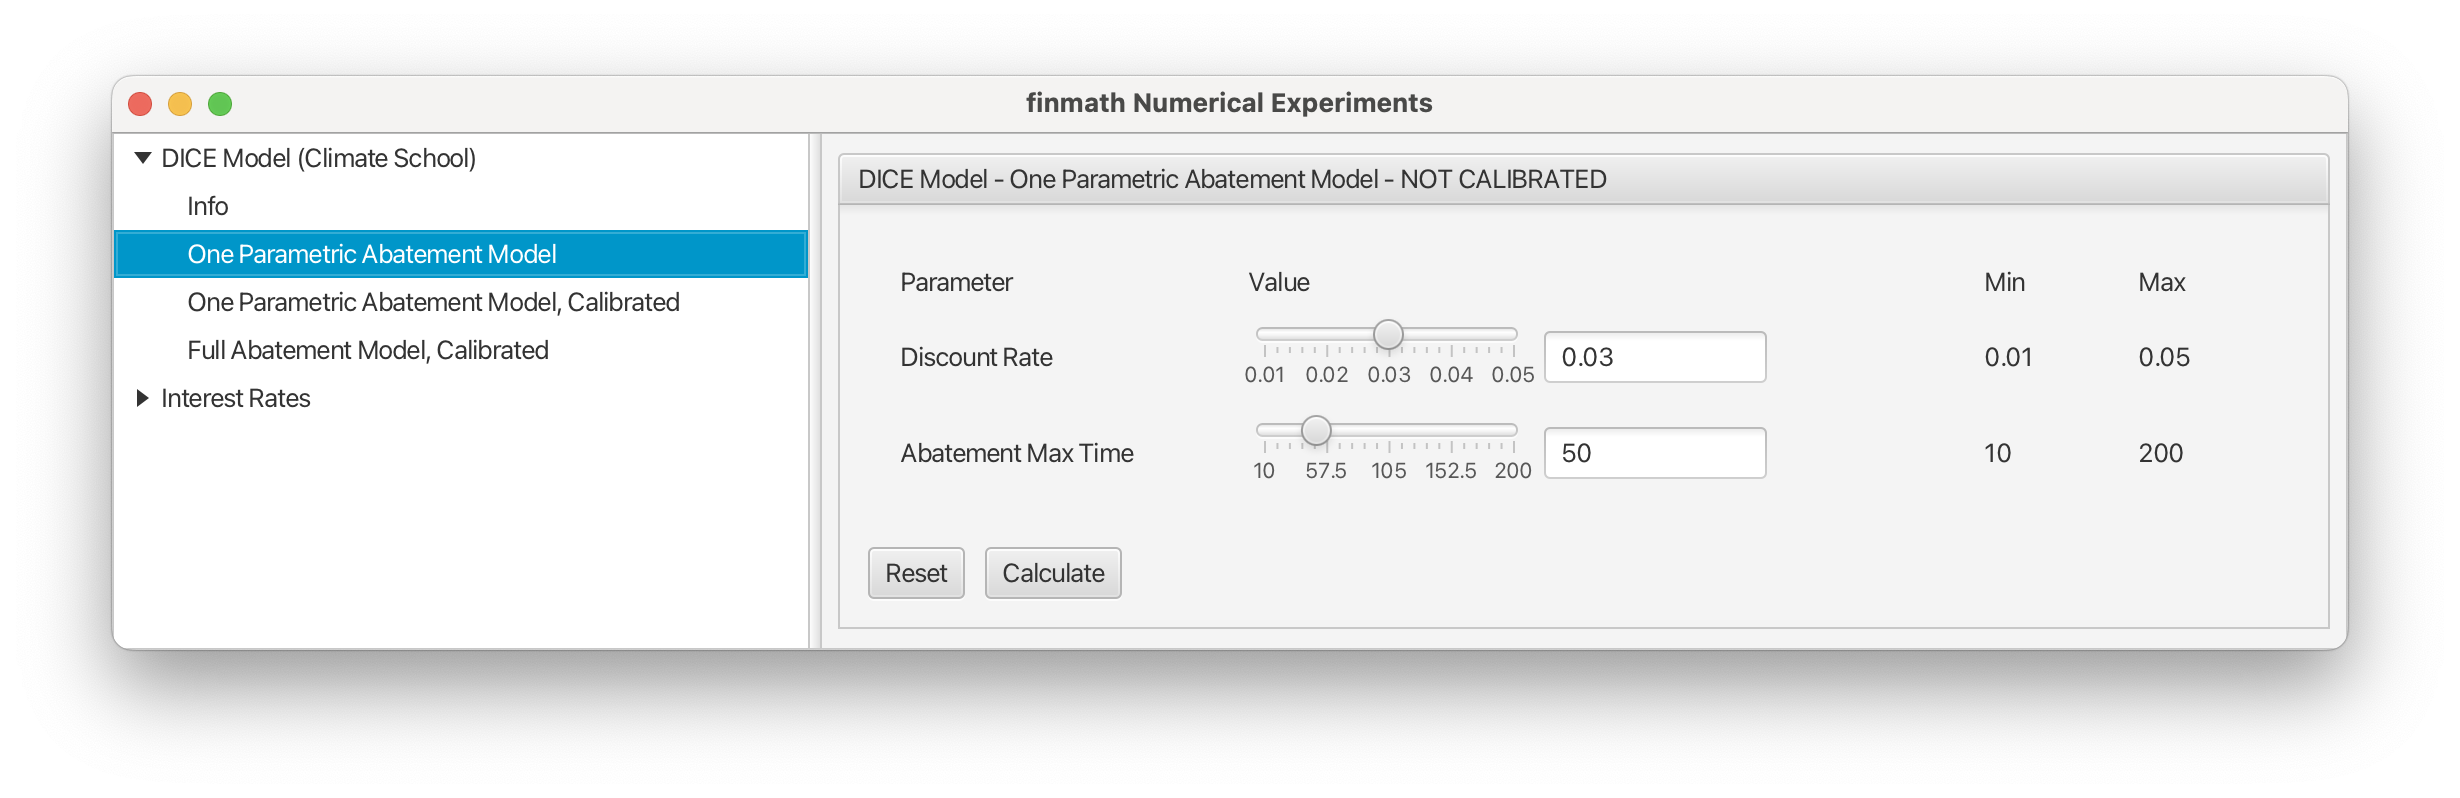 finmath Numerical Experiments
DICE Model (Climate School)
Info
One Parametric Abatement Model
One Parametric Abatement Model, Calibrated
Full Abatement Model, Calibrated
Interest Rates
DICE Model - One Parametric Abatement Model - NOT CALIBRATED
Parameter Value Min Max
Discount Rate 0.03 0.01 0.05
0.01 0.02 0.03 0.04 0.05
Abatement Max Time 50 10 200
10 57.5 105 152.5 200
Reset Calculate